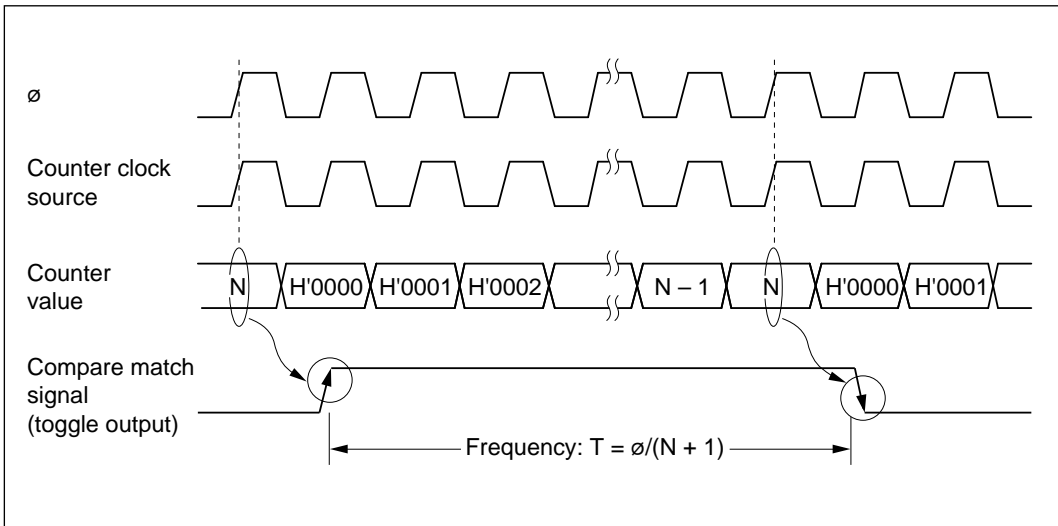 ø
Counter clock
source
Counter
value
N
H'0000
H'0001
H'0002
N – 1
N
H'0000
H'0001
Compare match
signal
(toggle output)
Frequency: T = ø/(N + 1)